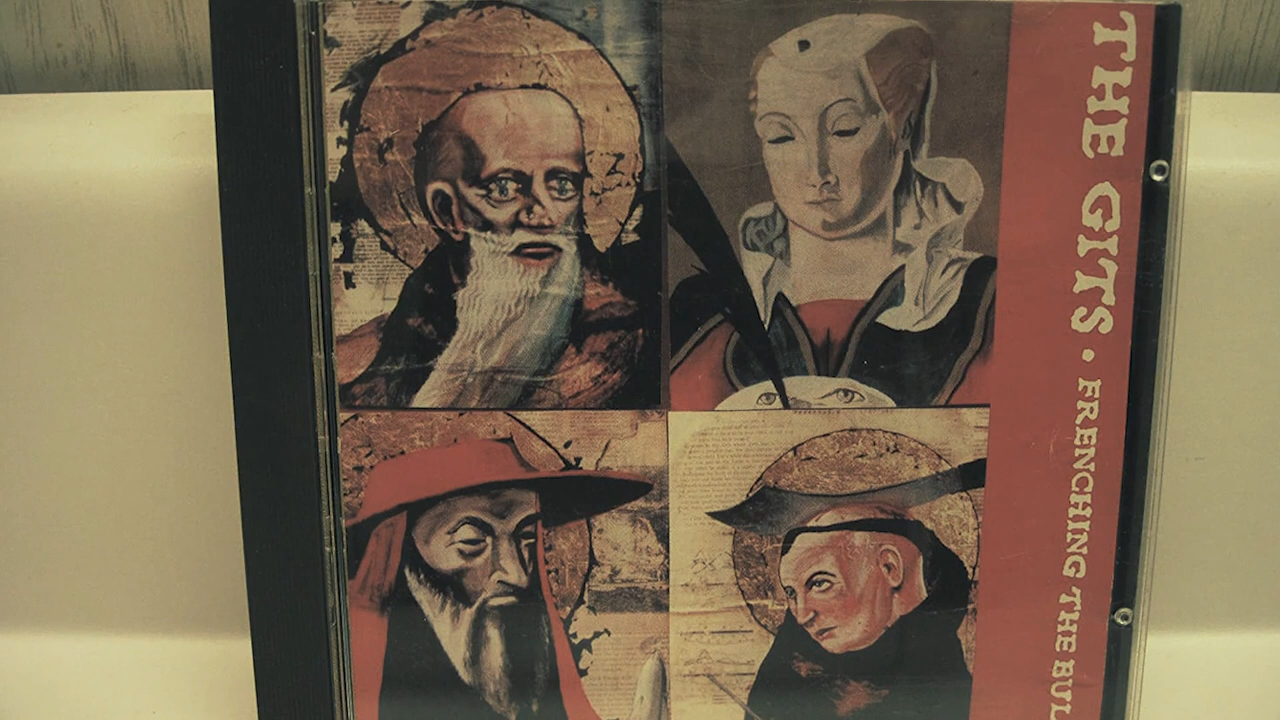 THE GITS • FRENCHING THE BUL